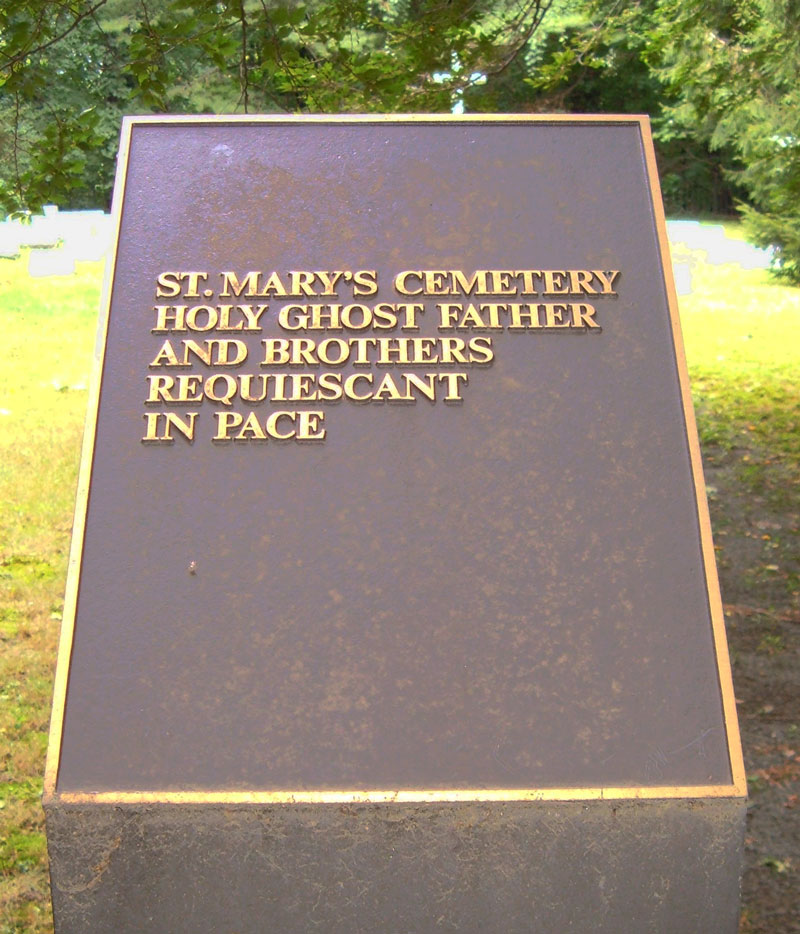 ST. MARY'S CEMETERY
HOLY GHOST FATHER
AND BROTHERS
REQUIESCANT
IN PACE